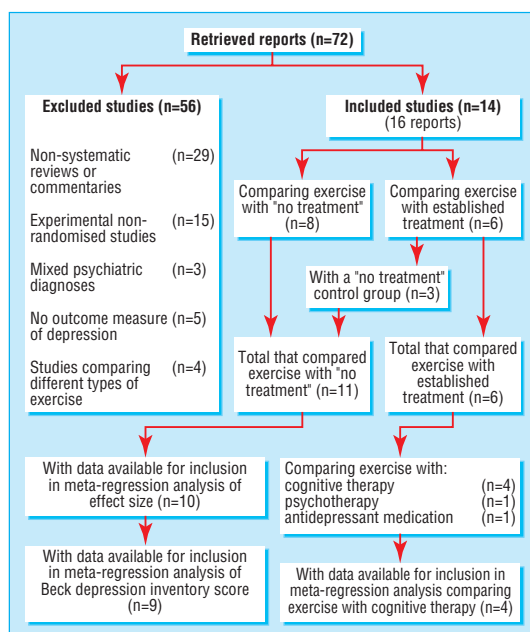 Retrieved reports (n=72)
Excluded studies (n=56)
Non-systematic (n=29)
reviews or
commentaries
Experimental non- (n=15)
randomised studies
Mixed psychiatric (n=3)
diagnoses
No outcome measure (n=5)
of depression
Studies comparing (n=4)
different types of
exercise
Included studies (n=14)
(16 reports)
Comparing exercise
with "no treatment"
(n=8)
Comparing exercise
with established
treatment (n=6)
With a "no treatment"
control group (n=3)
Total that compared
exercise with "no
treatment" (n=11)
Total that compared
exercise with
established
treatment (n=6)
With data available for inclusion
in meta-regression analysis of
effect size (n=10)
Comparing exercise with:
cognitive therapy (n=4)
psychotherapy (n=1)
antidepressant medication (n=1)
With data available for inclusion
in meta-regression analysis of
Beck depression inventory score
(n=9)
With data available for inclusion in
meta-regression analysis comparing
exercise with cognitive therapy (n=4)